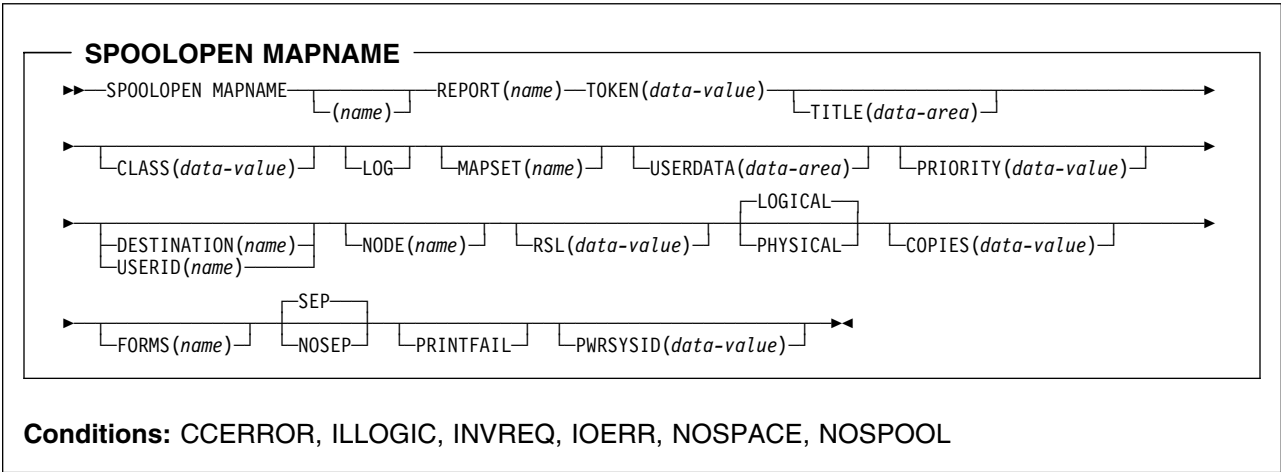 SPOOLOPEN MAPNAME
SPOOLOPEN MAPNAME REPORT(name) TOKEN(data-value)
(name) TITLE(data-area)
CLASS(data-value) LOG MAPSET(name) USERDATA(data-area) PRIORITY(data-value)
LOGICAL
DESTINATION(name) NODE(name) RSL(data-value) PHYSICAL COPIES(data-value)
USERID(name)
SEP
FORMS(name) NOSEP PRINTFAIL PWRSYSID(data-value)
Conditions: CCERROR, ILLOGIC, INVREQ, IOERR, NOSPACE, NOSPOOL